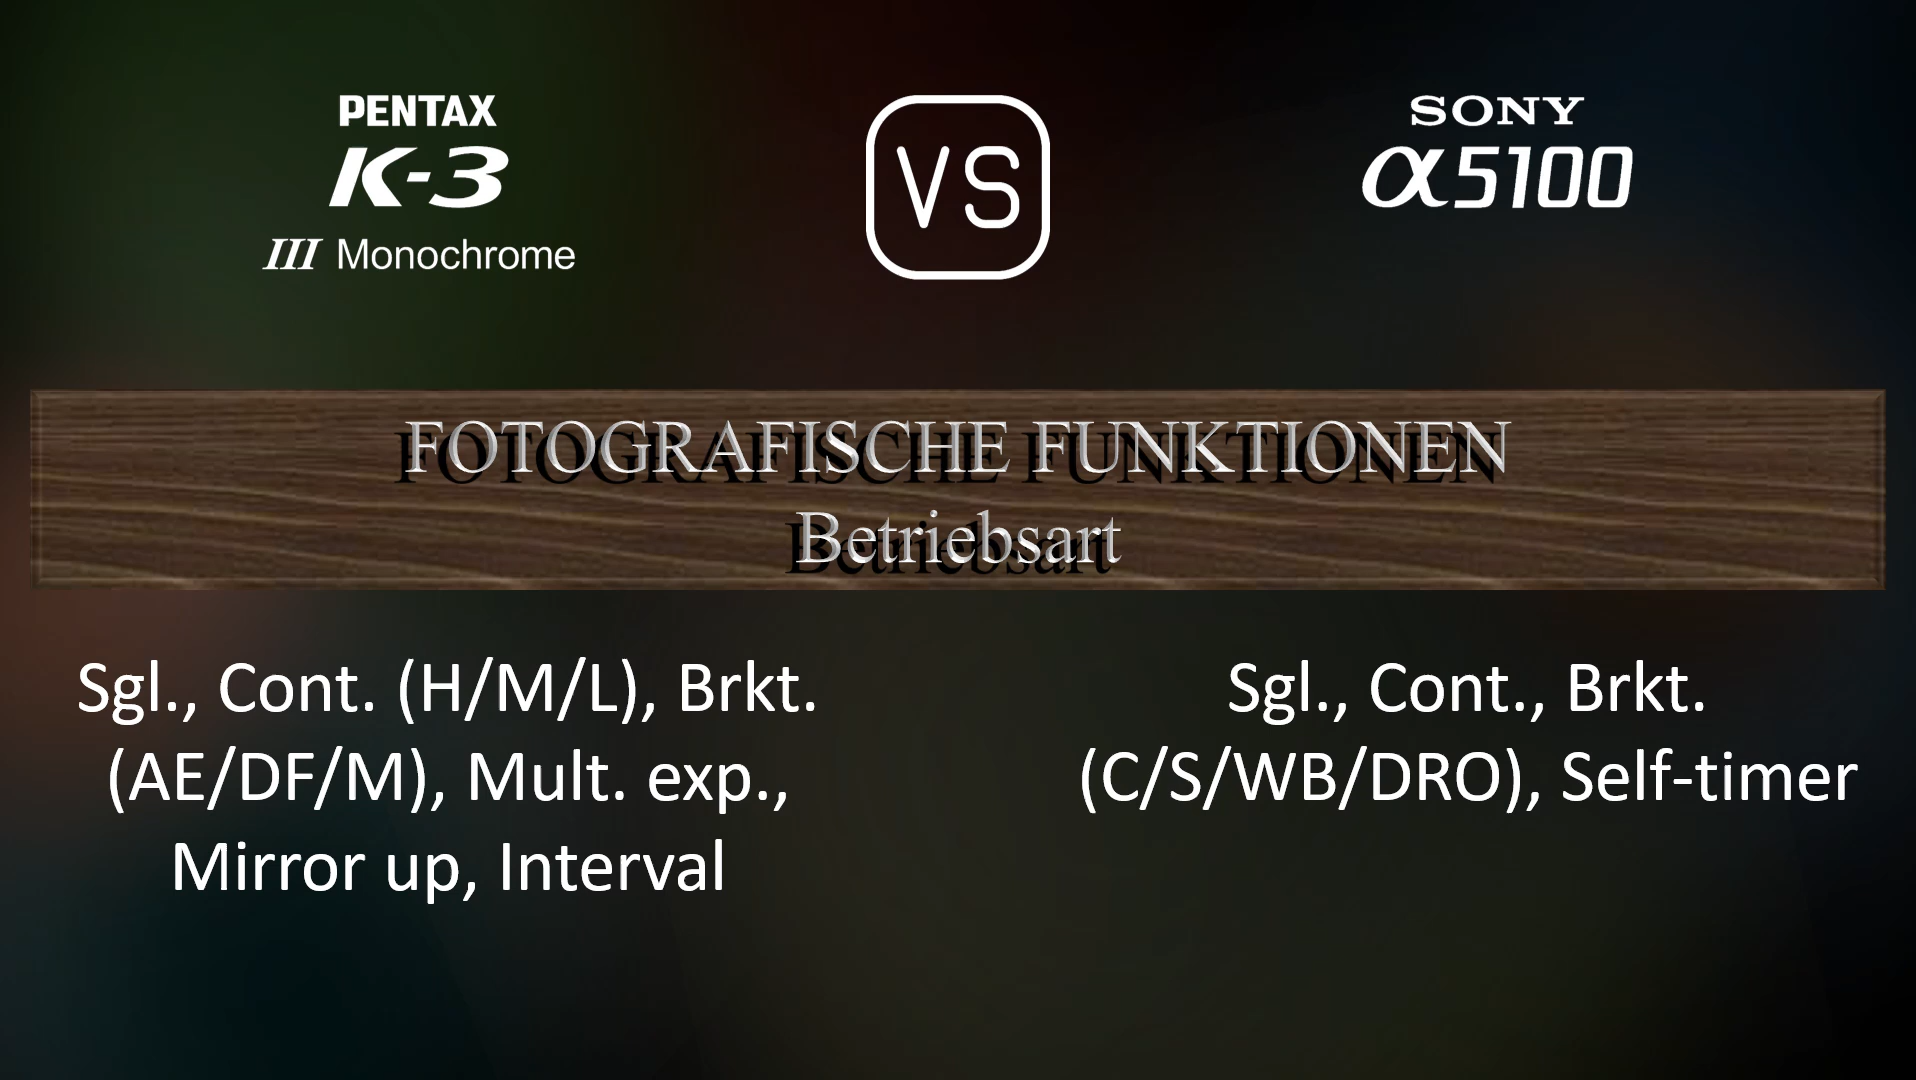 PENTAX
K-3
III Monochrome
VS
SONY
α5100
FOTOGRAFISCHE FUNKTIONEN
Betriebsart
Sgl., Cont. (H/M/L), Brkt.
(AE/DF/M), Mult. exp.,
Mirror up, Interval
Sgl., Cont., Brkt.
(C/S/WB/DRO), Self-timer